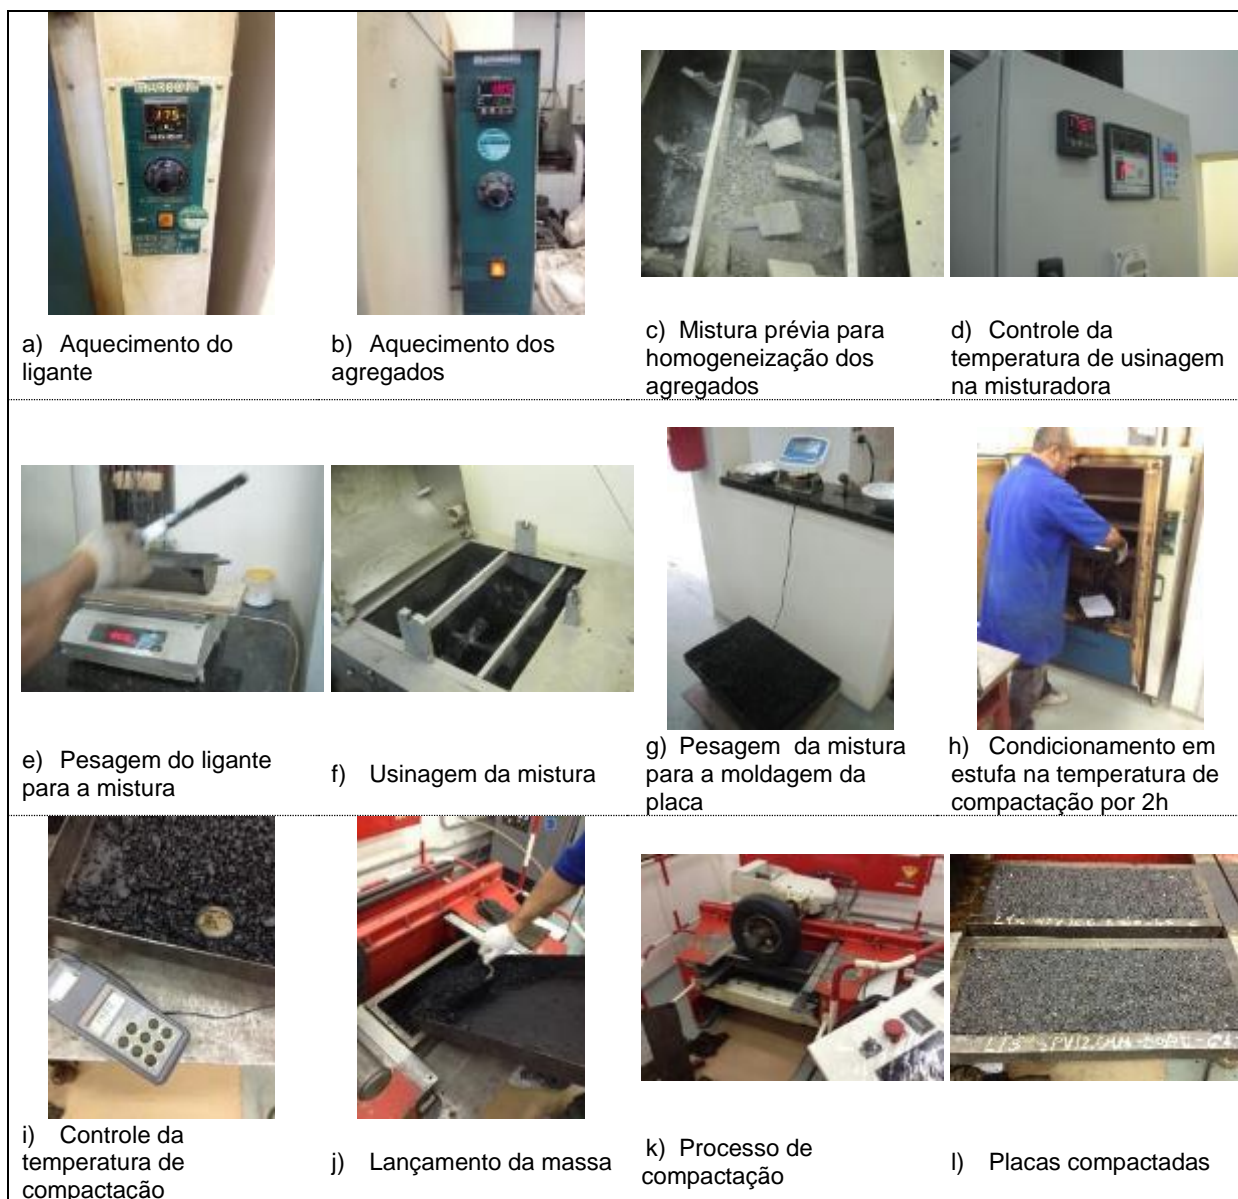 175
a) Aquecimento do
ligante
b) Aquecimento dos
agregados
c) Mistura prévia para
homogeneização dos
agregados
d) Controle da
temperatura de usinagem
na misturadora
e) Pesagem do ligante
para a mistura
f) Usinagem da mistura
g) Pesagem da mistura
para a moldagem da
placa
h) Condicionamento em
estufa na temperatura de
compactação por 2h
i) Controle da
temperatura de
compactação
j) Lançamento da massa
k) Processo de
compactação
l) Placas compactadas